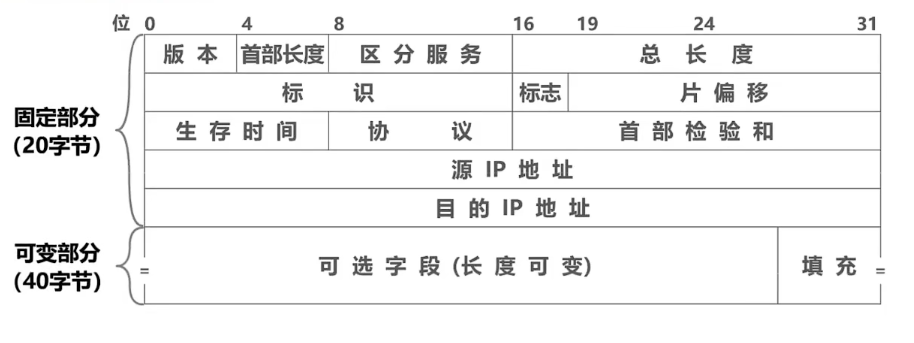 位 0 4 8 16 19 24 31
版本 首部长度 区分服务 总长度
标识 标志 片偏移
固定部分
(20字节)
生存时间 协议 首部检验和
源 IP 地址
目的 IP 地址
可变部分
(40字节)
= 可选字段 (长度可变) 填充 =